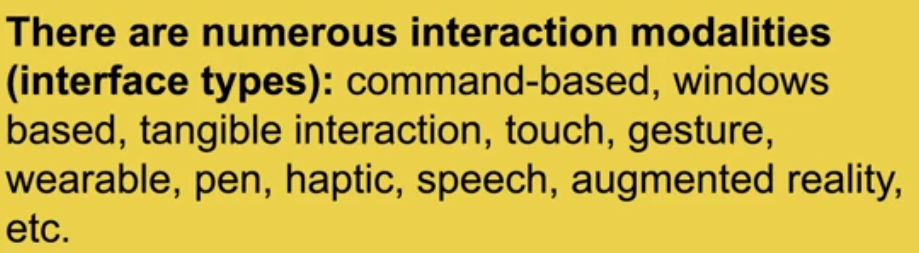 There are numerous interaction modalities
(interface types): command-based, windows
based, tangible interaction, touch, gesture,
wearable, pen, haptic, speech, augmented reality,
etc.